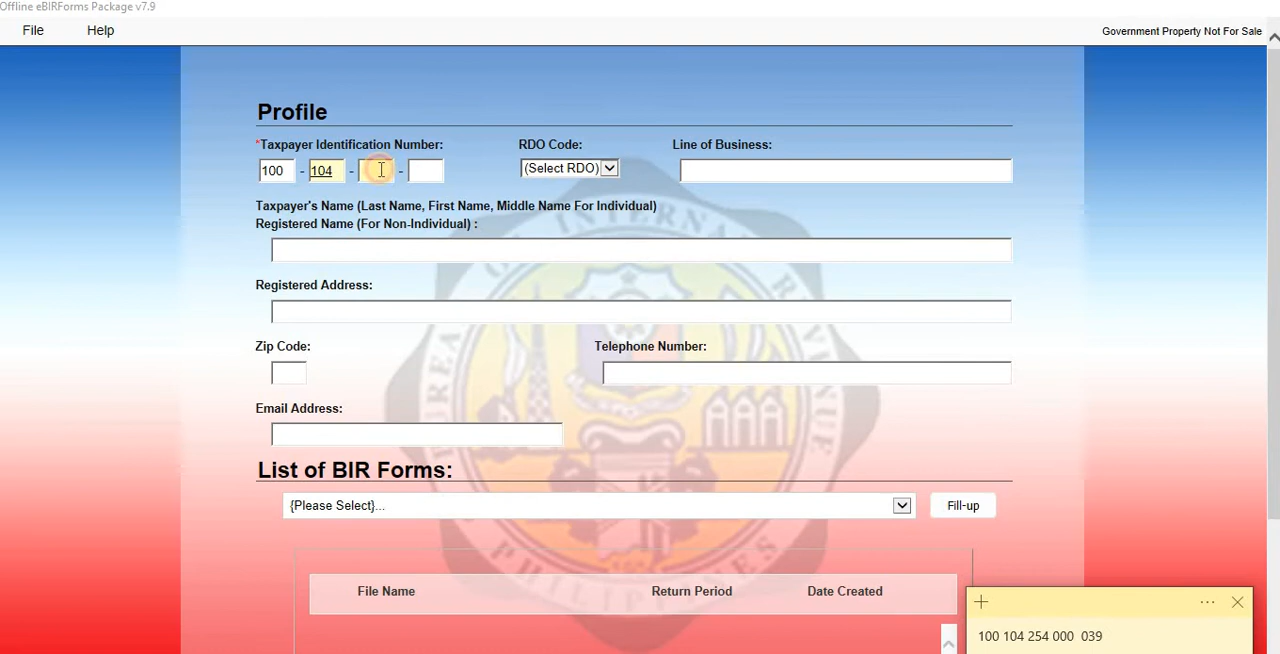 Offline eBIRForms Package v7.9
File Help Government Property Not For Sale
Profile
*Taxpayer Identification Number: RDO Code: Line of Business:
100 - 104 - - (Select RDO)
Taxpayer's Name (Last Name, First Name, Middle Name For Individual)
Registered Name (For Non-Individual) :
Registered Address:
Zip Code: Telephone Number:
Email Address:
List of BIR Forms:
{Please Select}... Fill-up
File Name Return Period Date Created
100 104 254 000 039
INTERNAL REVENUE
PHILIPPINES